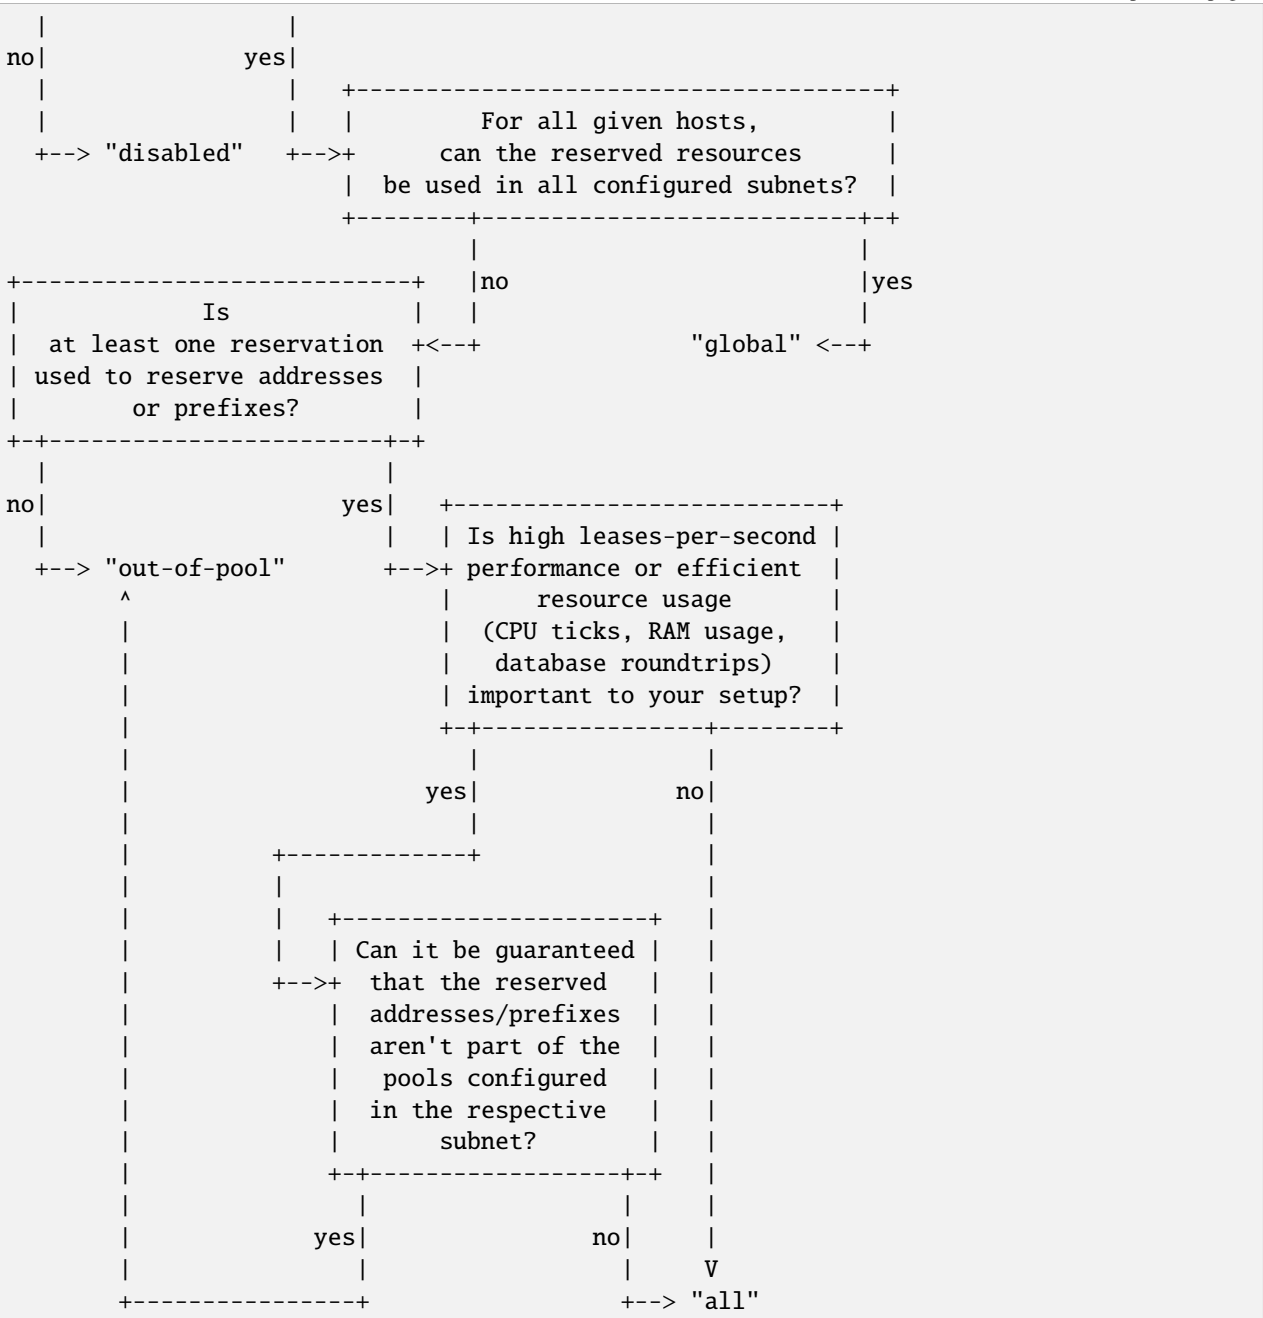 |                 |
no|              yes|
  |                 |   +--------------------------------------+
  |                 |   |         For all given hosts,         |
  +--> "disabled"   +-->+      can the reserved resources      |
                        |  be used in all configured subnets?  |
                        +--------+---------------------------+-+
                                 |                           |
+----------------------------+   |no                         |yes
|             Is             |   |                           |
|  at least one reservation  +<--+               "global" <--+
| used to reserve addresses  |
|        or prefixes?        |
+-+------------------------+-+
  |                        |
no|                     yes|   +---------------------------+
  |                        |   | Is high leases-per-second |
  +--> "out-of-pool"       +-->+ performance or efficient  |
        ^                      |      resource usage       |
        |                      |  (CPU ticks, RAM usage,   |
        |                      |   database roundtrips)    |
        |                      | important to your setup?  |
        |                      +-+----------------+--------+
        |                        |                |
        |                     yes|              no|
        |                        |                |
        |          +-------------+                |
        |          |                              |
        |          |   +----------------------+   |
        |          |   | Can it be guaranteed |   |
        |          +-->+  that the reserved   |   |
        |              |  addresses/prefixes  |   |
        |              |  aren't part of the  |   |
        |              |   pools configured   |   |
        |              |  in the respective   |   |
        |              |       subnet?        |   |
        |              +-+------------------+-+   |
        |                |                  |     |
        |             yes|                no|     |
        |                |                  |     V
        +----------------+                  +--> "all"